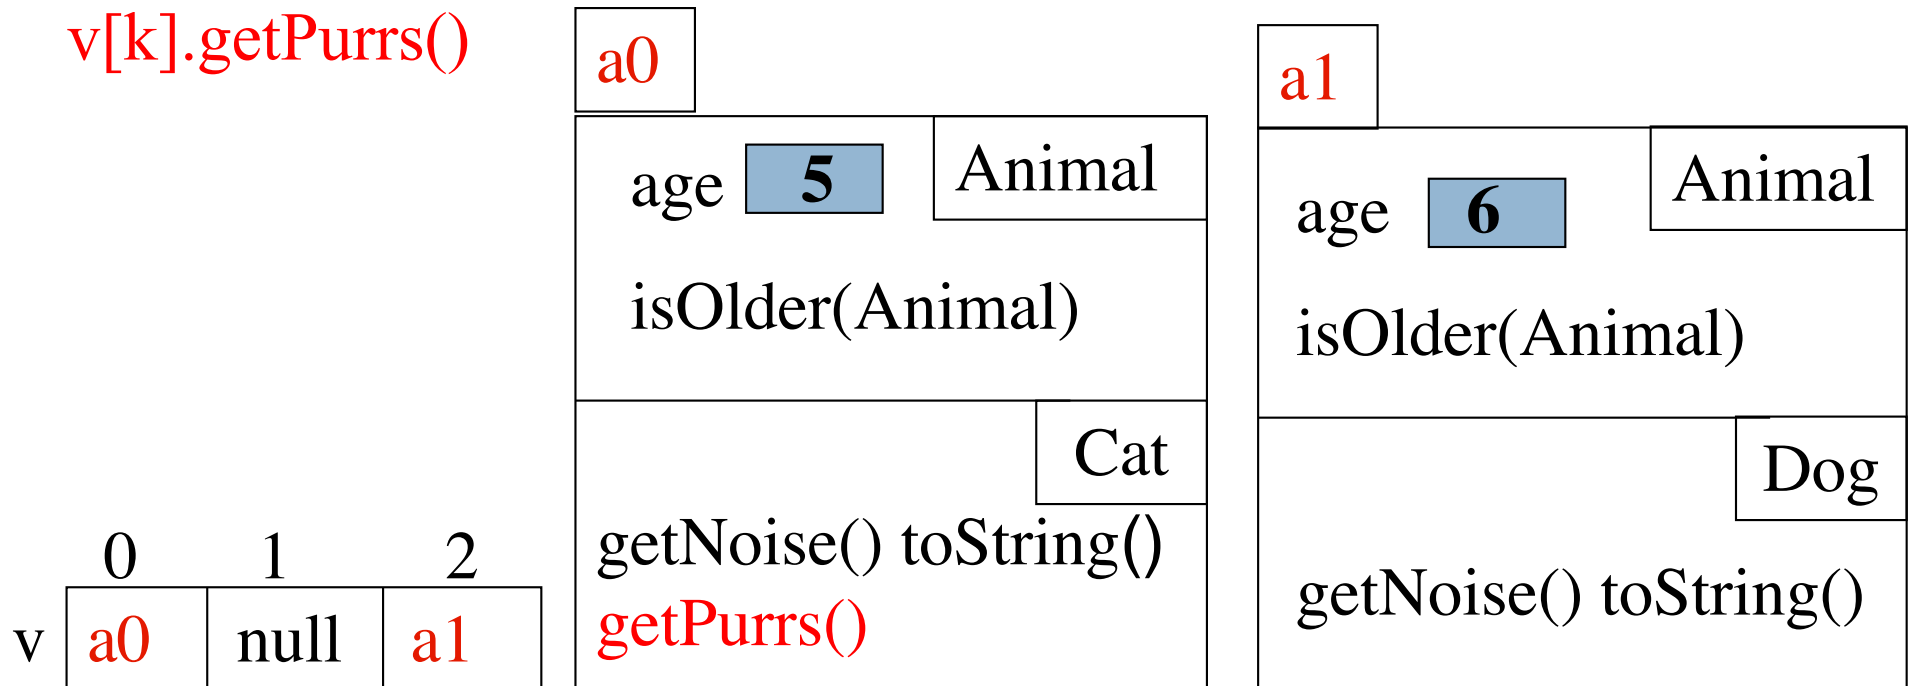 v[k].getPurrs()
a0
age 5 Animal
isOlder(Animal)
Cat
getNoise() toString()
getPurrs()
a1
age 6 Animal
isOlder(Animal)
Dog
getNoise() toString()
0 1 2
v a0 null a1